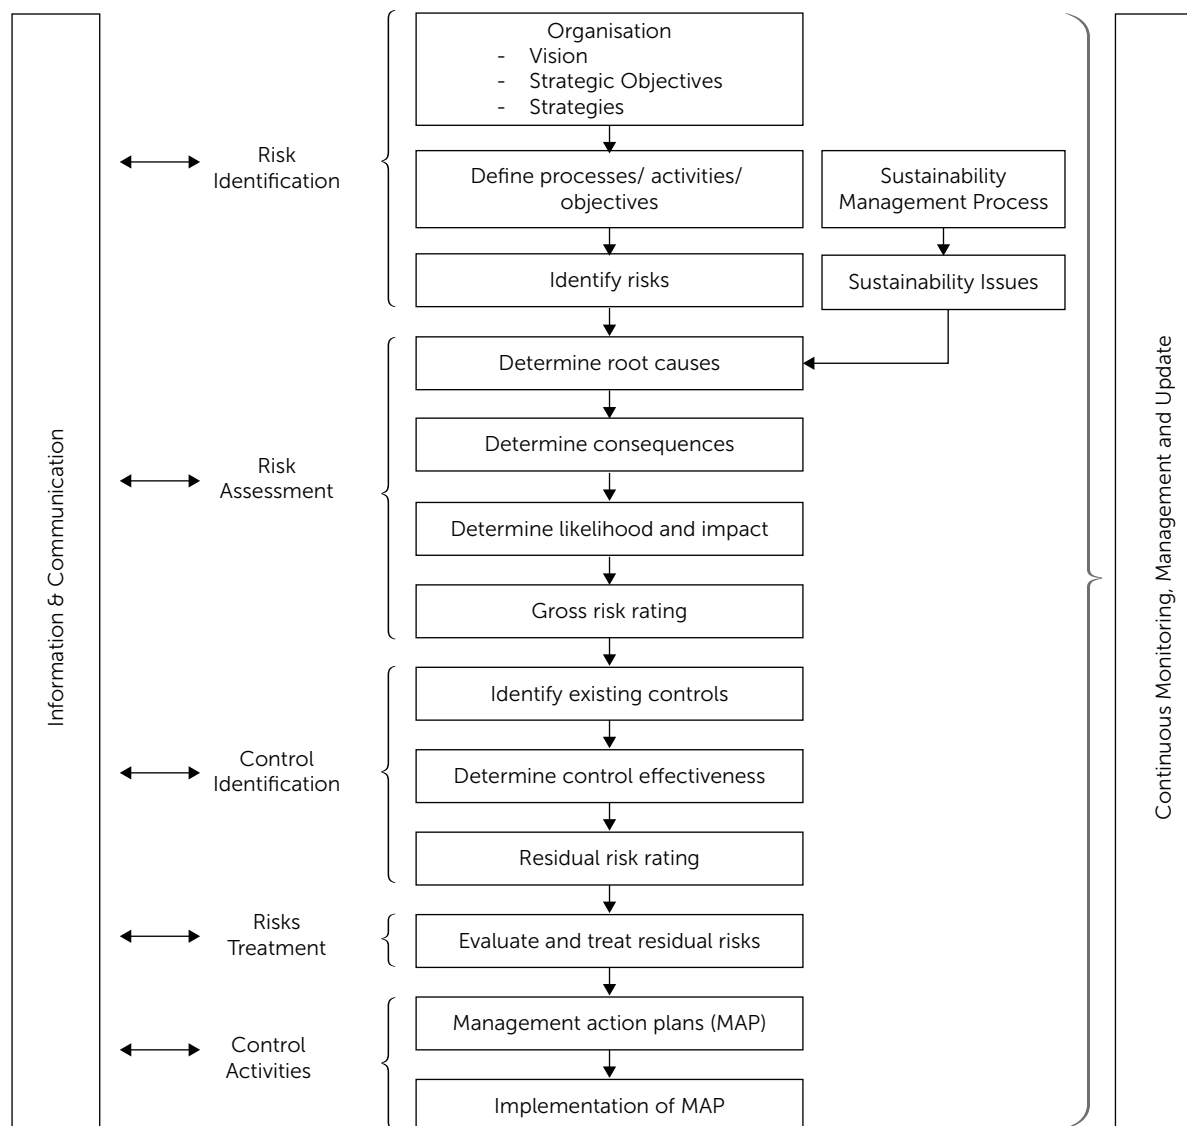 Information & Communication
Risk
Identification
Organisation
- Vision
- Strategic Objectives
- Strategies
Define processes/ activities/
objectives
Identify risks
Sustainability
Management Process
Sustainability Issues
Risk
Assessment
Determine root causes
Determine consequences
Determine likelihood and impact
Gross risk rating
Control
Identification
Identify existing controls
Determine control effectiveness
Residual risk rating
Risks
Treatment
Evaluate and treat residual risks
Control
Activities
Management action plans (MAP)
Implementation of MAP
Continuous Monitoring, Management and Update